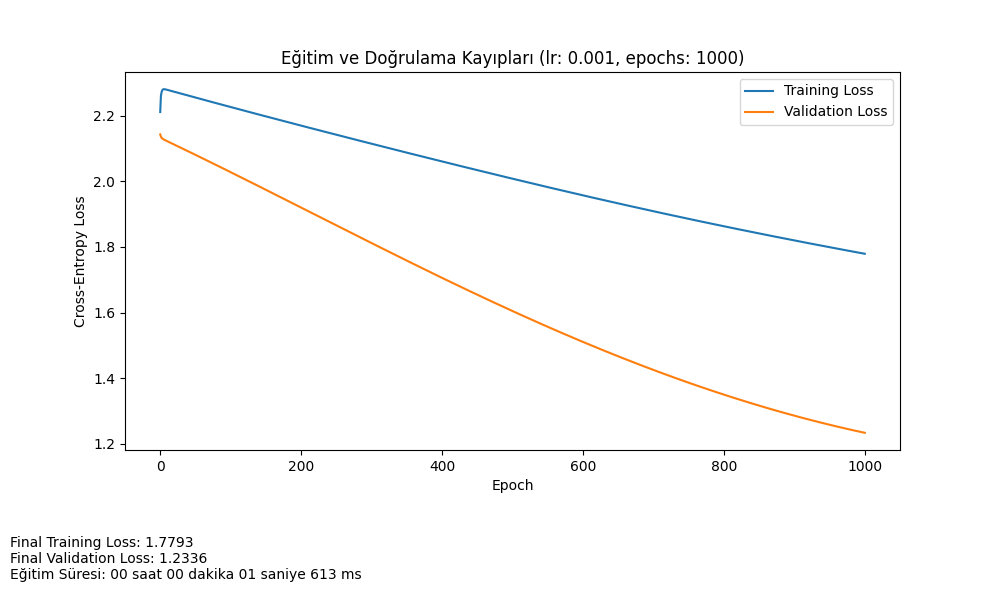 Eğitim ve Doğrulama Kayıpları (lr: 0.001, epochs: 1000)
Training Loss
Validation Loss
Cross-Entropy Loss
2.2
2.0
1.8
1.6
1.4
1.2
0 200 400 600 800 1000
Epoch
Final Training Loss: 1.7793
Final Validation Loss: 1.2336
Eğitim Süresi: 00 saat 00 dakika 01 saniye 613 ms